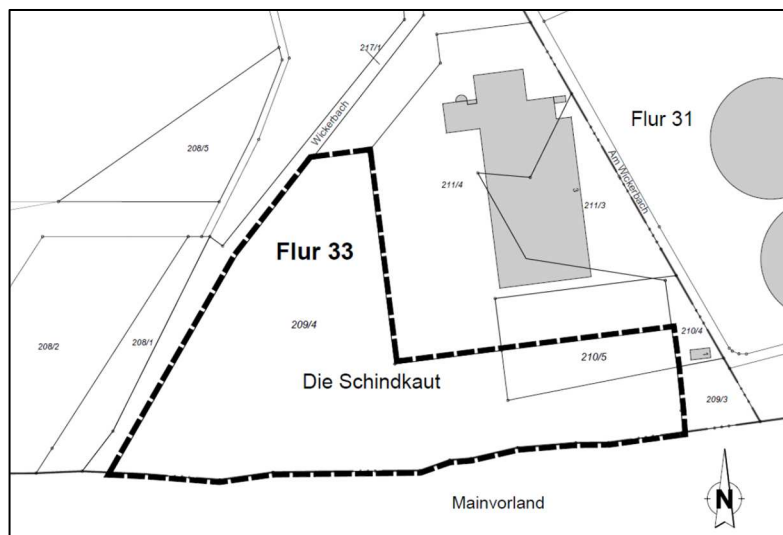 217/1
Wickerbach
Flur 31
208/5
Am Wickerbach
211/4
211/3
Flur 33
209/4
208/2
208/1
210/4
210/5
Die Schindkaut
209/3
Mainvorland
N